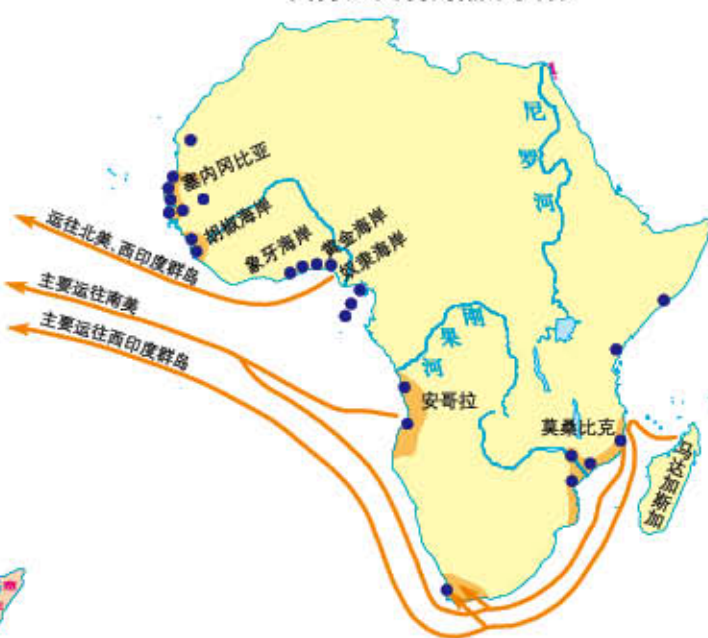 尼罗河
塞内冈比亚
胡椒海岸
象牙海岸
黄金海岸
奴隶海岸
运往北美、西印度群岛
主要运往南美
主要运往西印度群岛
刚果河
安哥拉
莫桑比克
马达加斯加